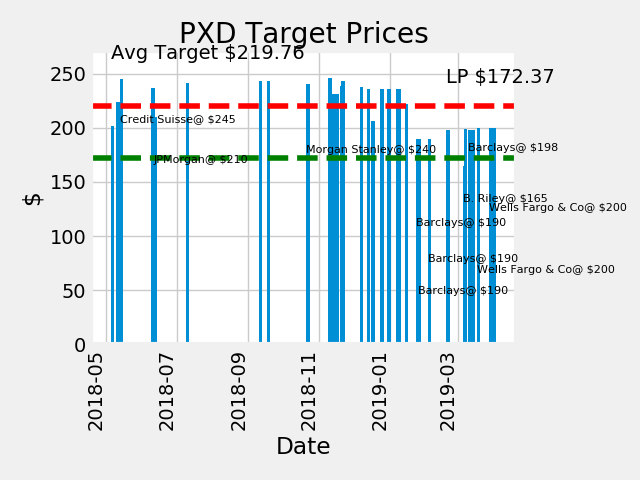 PXD Target Prices
Avg Target $219.76
LP $172.37
250
200
150
100
50
0
$
Credit Suisse@ $245
JPMorgan@ $210
Morgan Stanley@ $240
Barclays@ $198
B. Riley@ $165
Wells Fargo & Co@ $200
Barclays@ $190
Barclays@ $190
Wells Fargo & Co@ $200
Barclays@ $190
2018-05
2018-07
2018-09
2018-11
2019-01
2019-03
Date